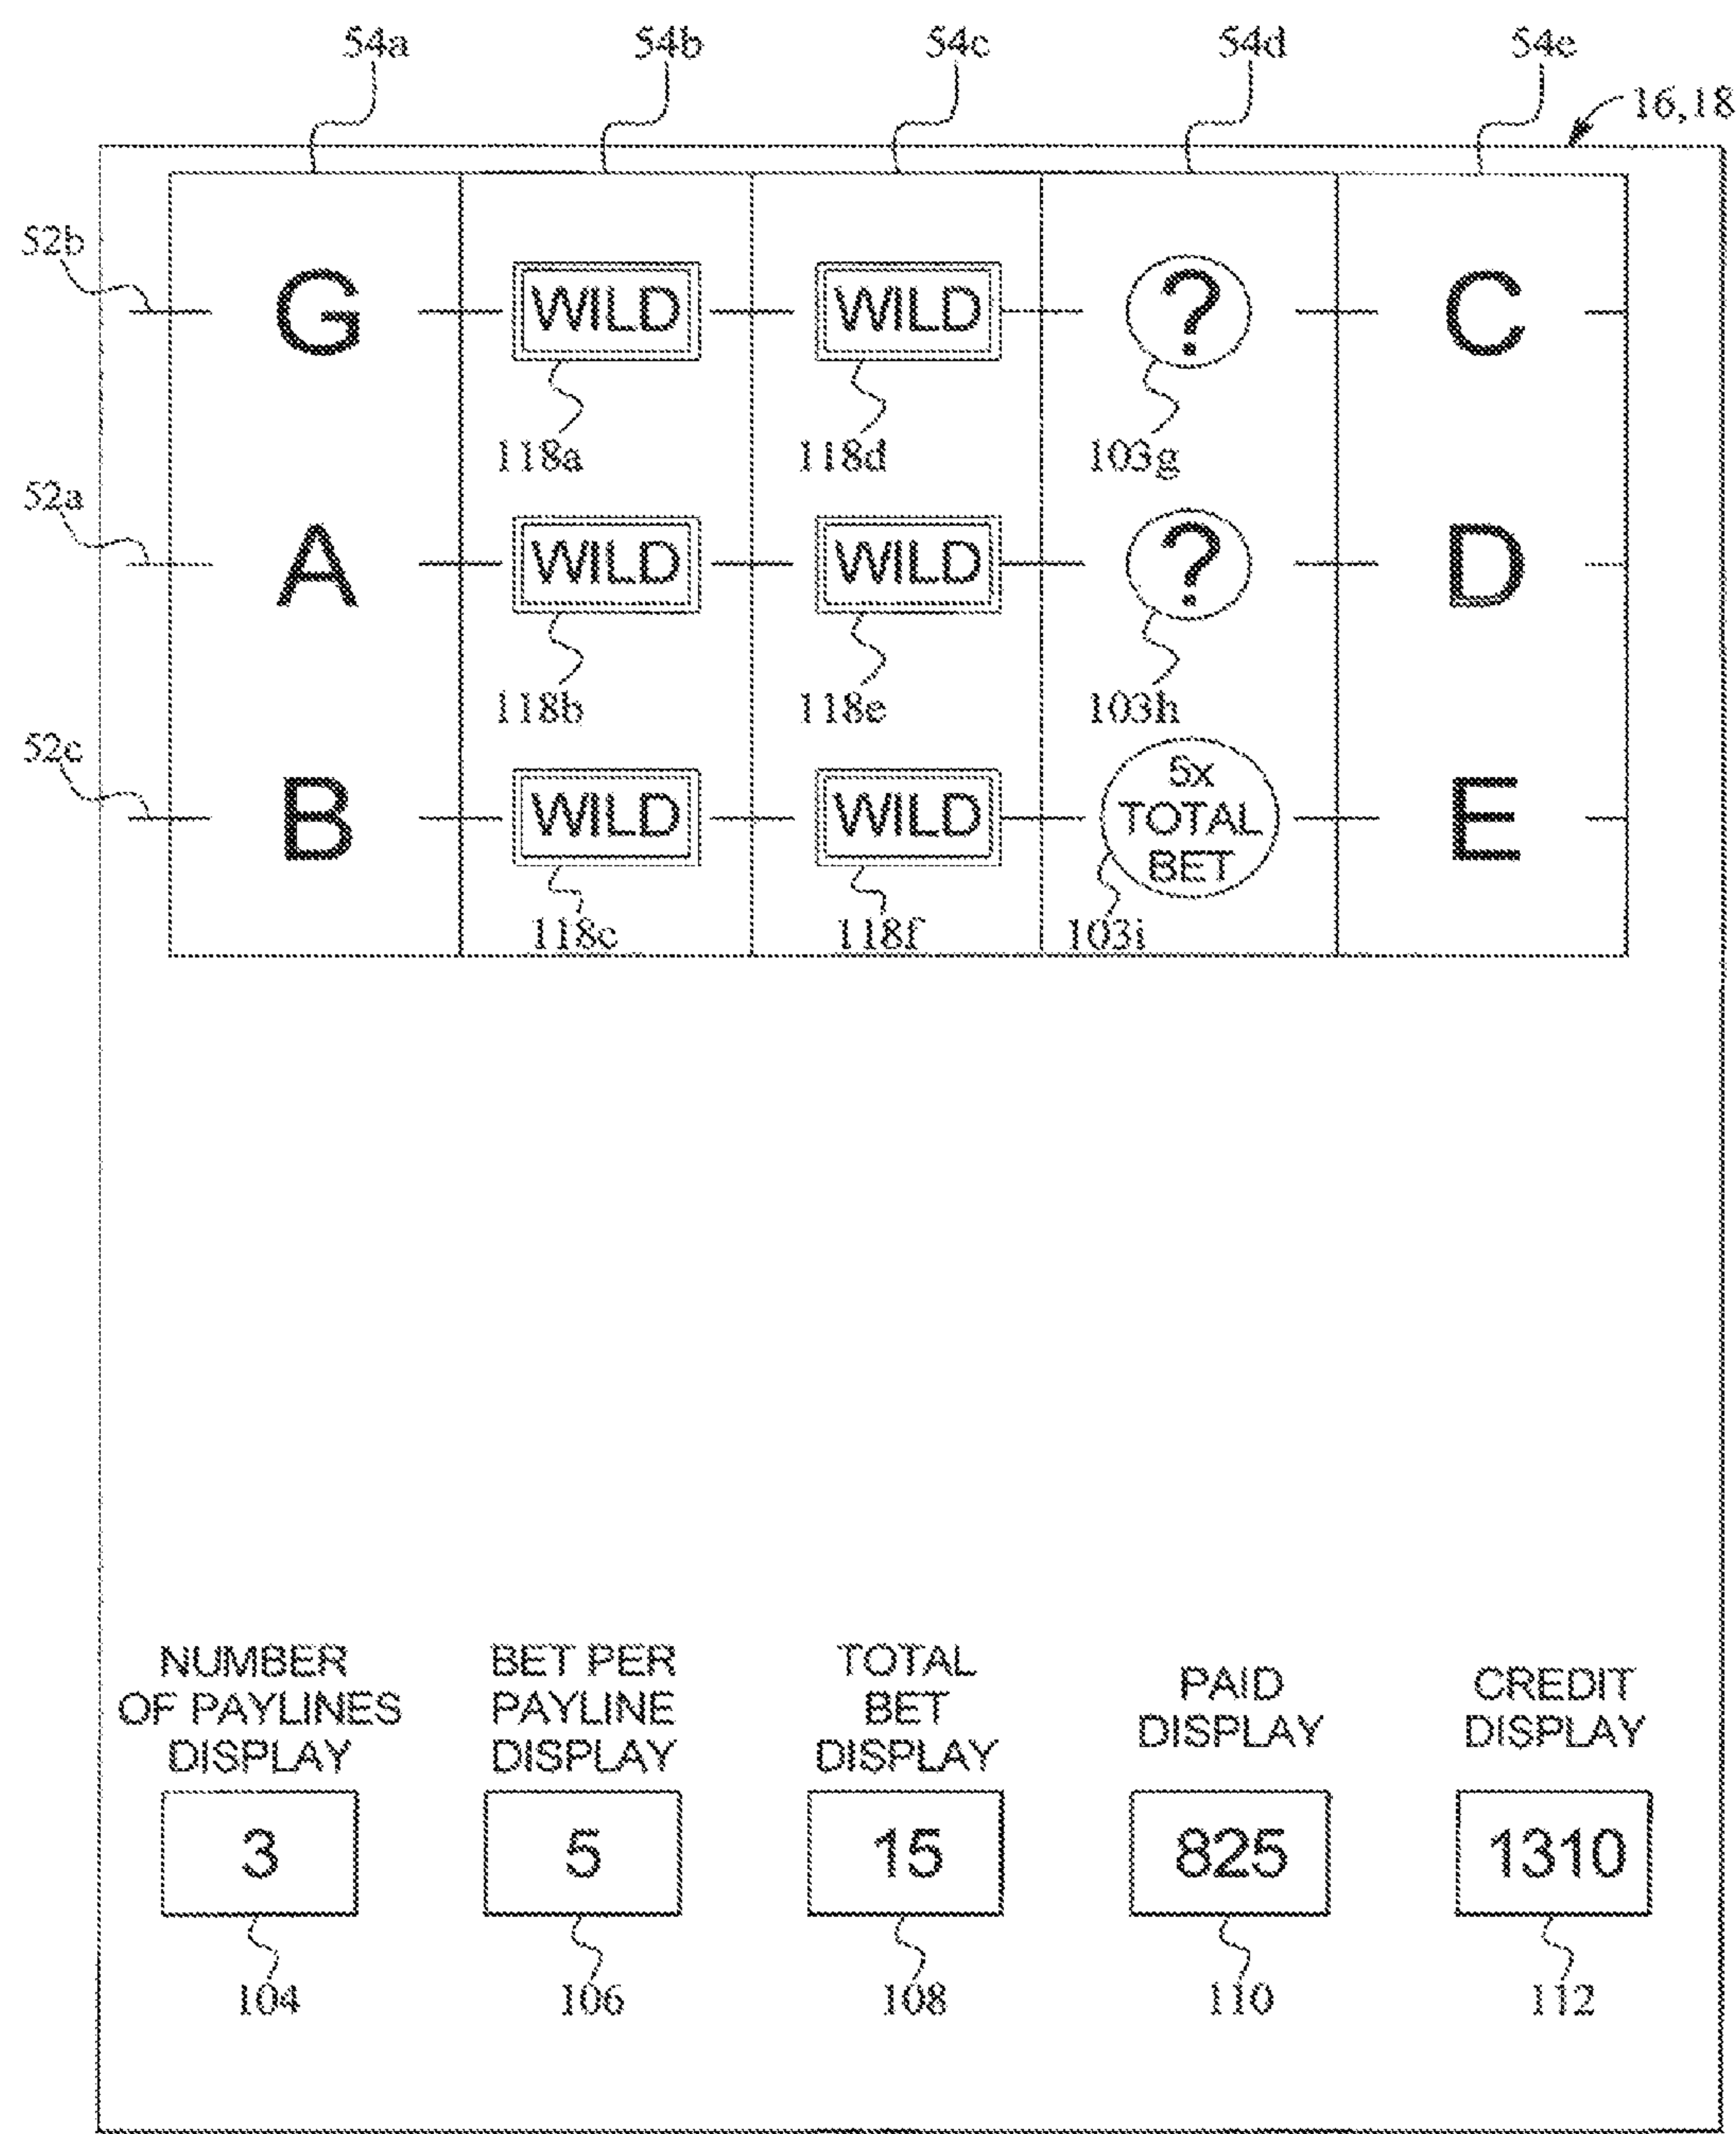 54a 54b 54c 54d 54e
16,18
52b
G WILD WILD ? C
118a 118d 103g
52a
A WILD WILD ? D
118b 118e 103h
52c
B WILD WILD 5x TOTAL BET E
118c 118f 103i
NUMBER OF PAYLINES DISPLAY
BET PER PAYLINE DISPLAY
TOTAL BET DISPLAY
PAID DISPLAY
CREDIT DISPLAY
3 5 15 825 1310
104 106 108 110 112